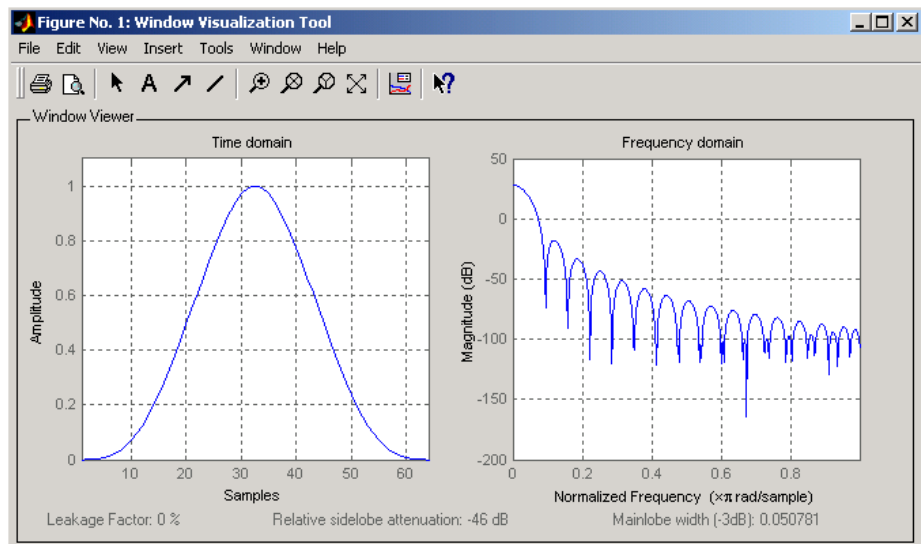 Figure No. 1: Window Visualization Tool
File Edit View Insert Tools Window Help
A
Window Viewer
Time domain
Amplitude
1
0.8
0.6
0.4
0.2
0
10 20 30 40 50 60
Samples
Frequency domain
Magnitude (dB)
50
0
-50
-100
-150
-200
0 0.2 0.4 0.6 0.8
Normalized Frequency (×π rad/sample)
Leakage Factor: 0 % Relative sidelobe attenuation: -46 dB Mainlobe width (-3dB): 0.050781